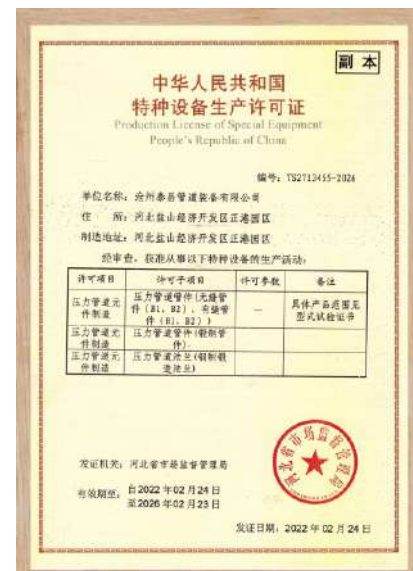 副 本
中华人民共和国
特种设备生产许可证
Production License of Special Equipment
People's Republic of China
编号：TS2713455-2026
单位名称：沧州泰昌管道装备有限公司
住 所：河北盐山经济开发区正港园区
制造地址：河北盐山经济开发区正港园区
经审查，获准从事以下特种设备的生产活动：
许可项目 许可子项目 许可参数 备注
压力管道元件制造 压力管道管件(无缝管件(B1、B2)、有缝管件(B1、B2)) — 具体产品范围见型式试验证书
压力管道元件制造 压力管道管件(锻制管件)
压力管道元件制造 压力管道法兰(钢制锻造法兰)
发证机关：河北省市场监督管理局
有效期至：自2022年02月24日
至2026年02月23日
发证日期：2022年02月24日
河北省市场监督管理局